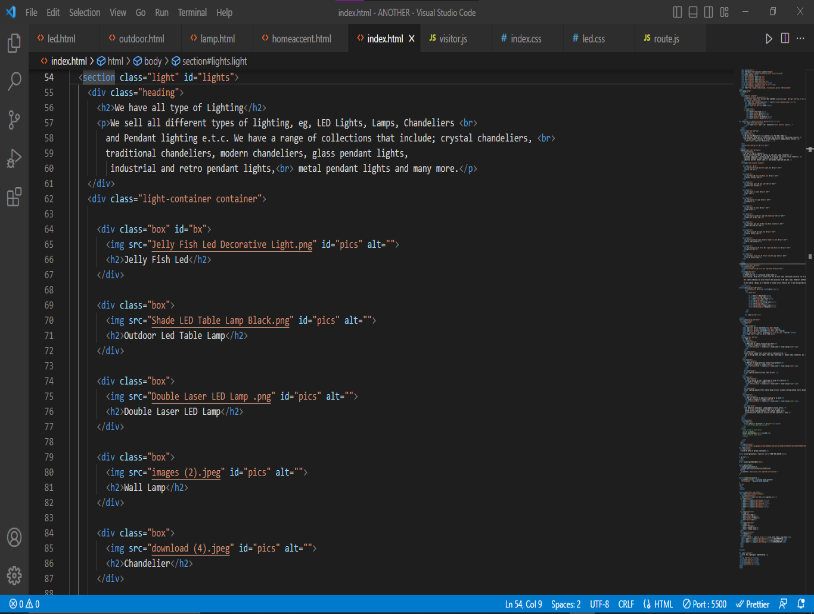 File Edit Selection View Go Run Terminal Help index.html - ANOTHER - Visual Studio Code
led.html outdoor.html lamp.html homeaccent.html index.html X visitor.js index.css led.css route.js
index.html > html > body > section#lights.light
54 <section class="light" id="lights">
55 <div class="heading">
56 <h2>We have all type of Lighting</h2>
57 <p>We sell all different types of lighting, eg, LED Lights, Lamps, Chandeliers <br>
58 and Pendant lighting e.t.c. We have a range of collections that include; crystal chandeliers, <br>
59 traditional chandeliers, modern chandeliers, glass pendant lights,
60 industrial and retro pendant lights,<br> metal pendant lights and many more.</p>
61 </div>
62 <div class="light-container container">
63
64 <div class="box" id="bx">
65 <img src="Jelly Fish Led Decorative Light.png" id="pics" alt="">
66 <h2>Jelly Fish Led</h2>
67 </div>
68
69 <div class="box">
70 <img src="Shade LED Table Lamp Black.png" id="pics" alt="">
71 <h2>Outdoor Led Table Lamp</h2>
72 </div>
73
74 <div class="box">
75 <img src="Double Laser LED Lamp .png" id="pics" alt="">
76 <h2>Double Laser LED Lamp</h2>
77 </div>
78
79 <div class="box">
80 <img src="images (2).jpeg" id="pics" alt="">
81 <h2>Wall Lamp</h2>
82 </div>
83
84 <div class="box">
85 <img src="download (4).jpeg" id="pics" alt="">
86 <h2>Chandelier</h2>
87 </div>
88
0 0 Ln 54, Col 9 Spaces: 2 UTF-8 CRLF HTML Port : 5500 Prettier